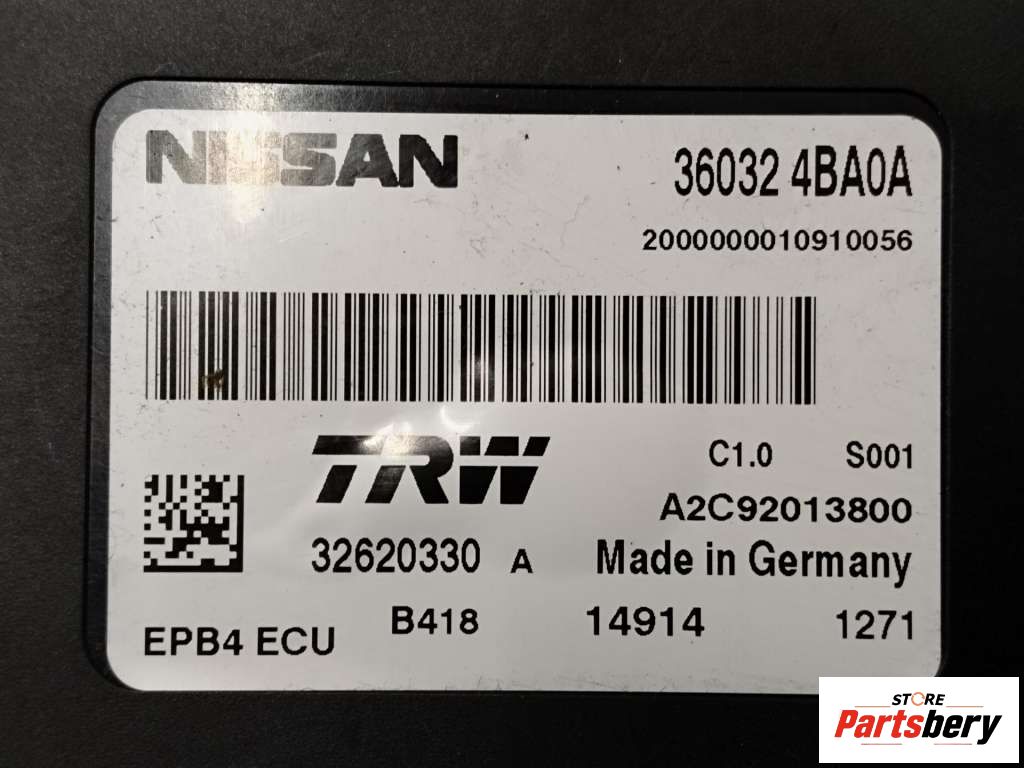 NISSAN
36032 4BA0A
2000000010910056
TRW
C1.0 S001
A2C92013800
32620330 A
Made in Germany
B418 14914 1271
EPB4 ECU
STORE
Partsbery